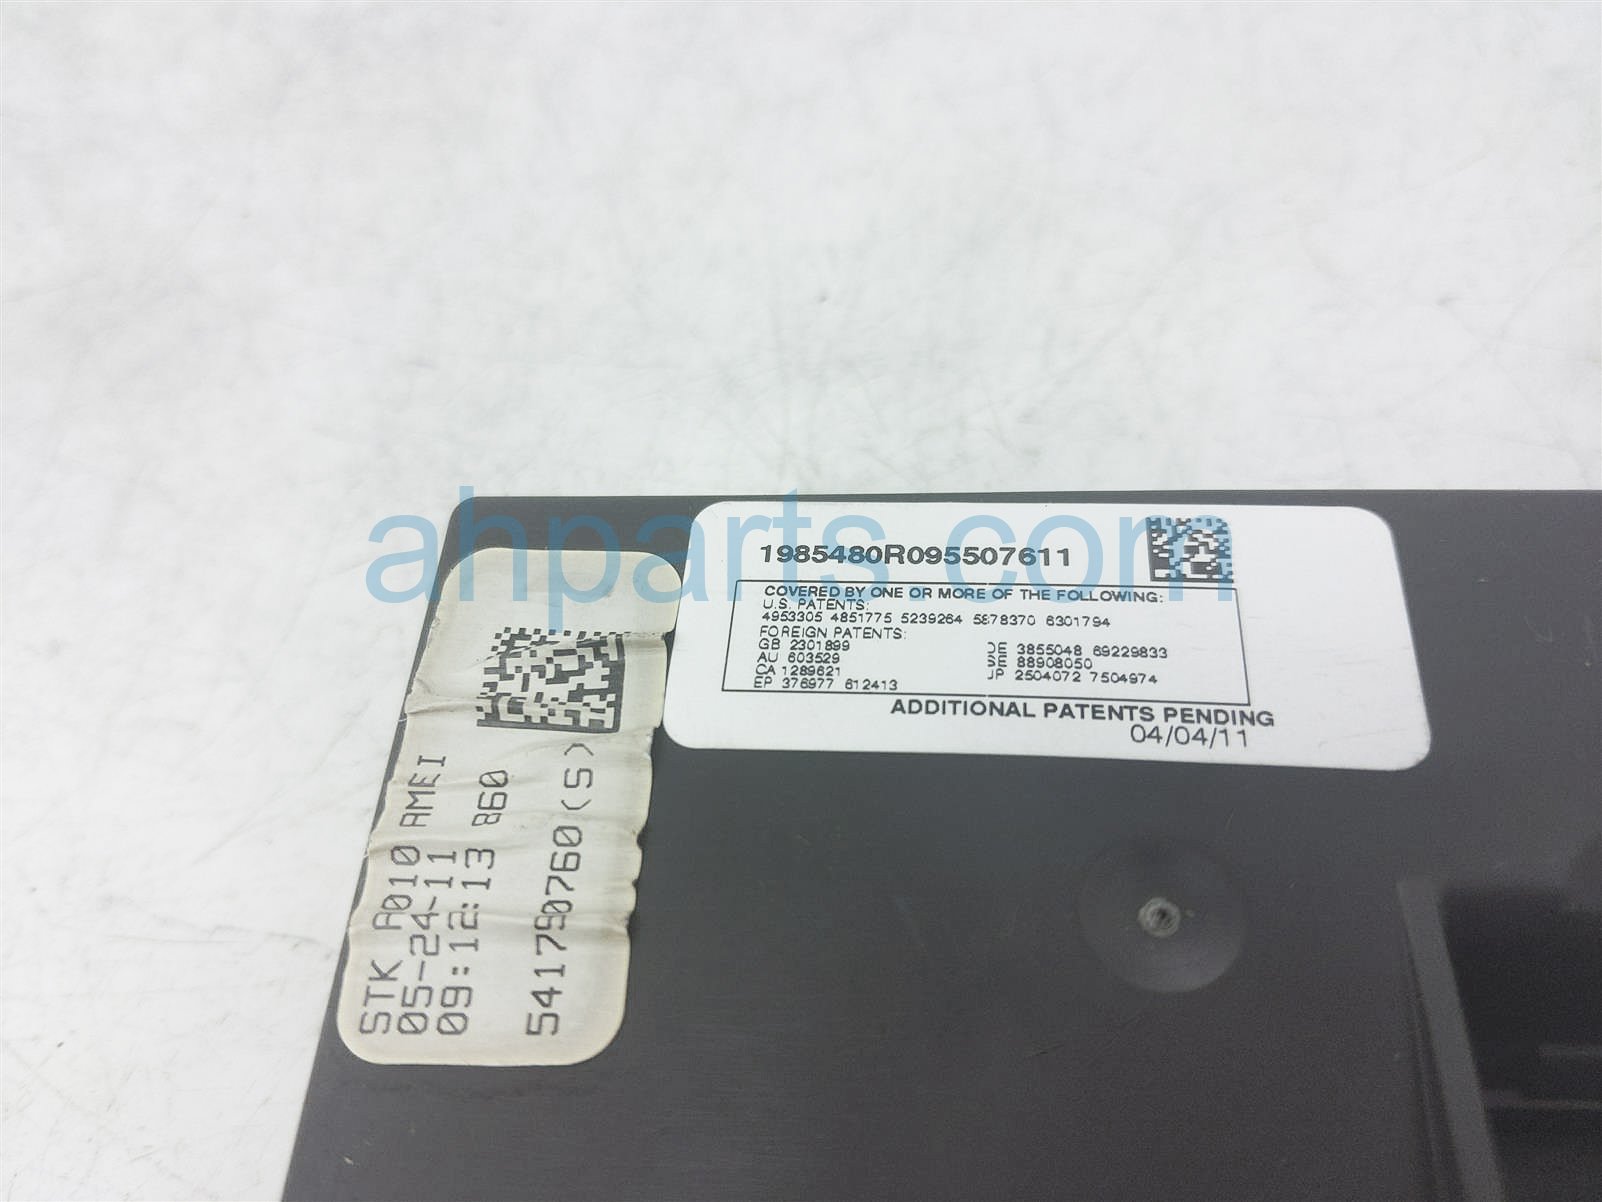 ahparts.com
1985480R095507611
COVERED BY ONE OR MORE OF THE FOLLOWING:
U.S. PATENTS:
4953305 4851775 5239264 5878370 6301794
FOREIGN PATENTS:
GB 2301899
AU 603529
CA 1289621
EP 376977 612413
DE 3855048 69229833
SE 88908050
JP 2504072 7504974
ADDITIONAL PATENTS PENDING
04/04/11
STK A010 AMEI
05-24-11
09:12:13 860
541790760(S)